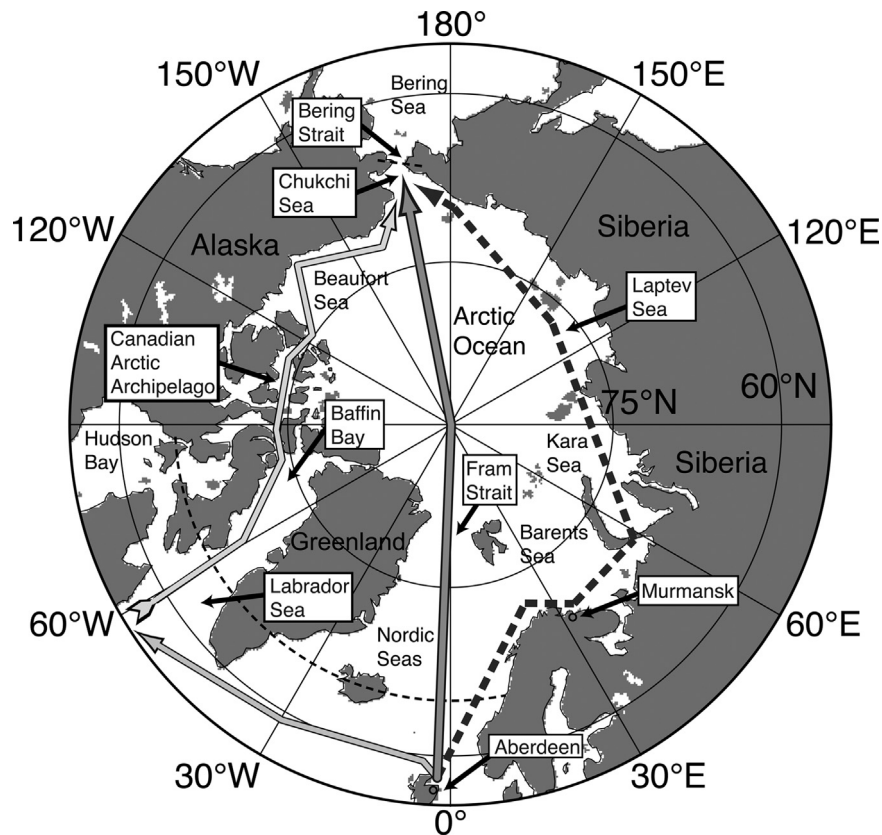 180°
150°W
150°E
Bering
Sea
Bering
Strait
Chukchi
Sea
120°W
120°E
Alaska
Siberia
Beaufort
Sea
Laptev
Sea
Arctic
Ocean
Canadian
Arctic
Archipelago
75°N
60°N
Baffin
Bay
Hudson
Bay
Kara
Sea
Fram
Strait
Siberia
Greenland
Barents
Sea
Labrador
Sea
Murmansk
60°W
60°E
Nordic
Seas
Aberdeen
30°W
30°E
0°